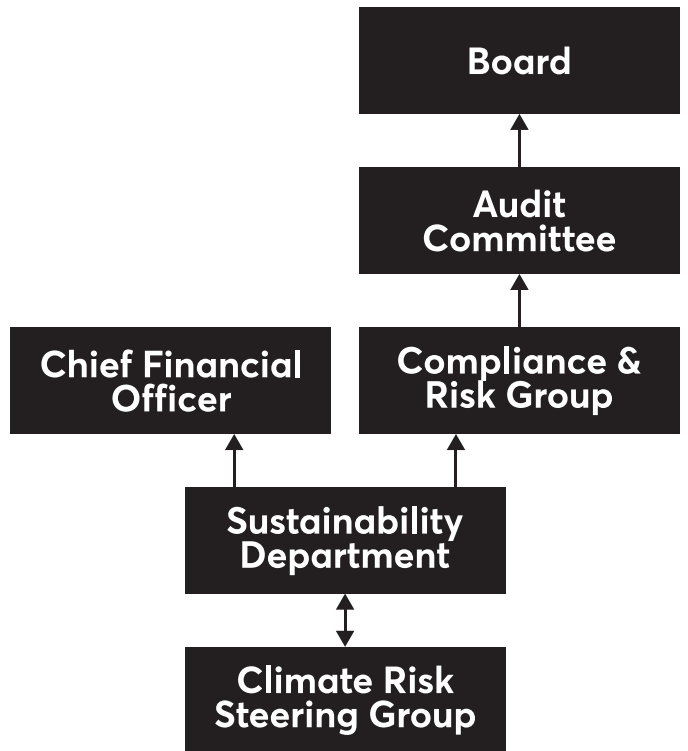 Board
Audit
Committee
Chief Financial
Officer
Compliance &
Risk Group
Sustainability
Department
Climate Risk
Steering Group